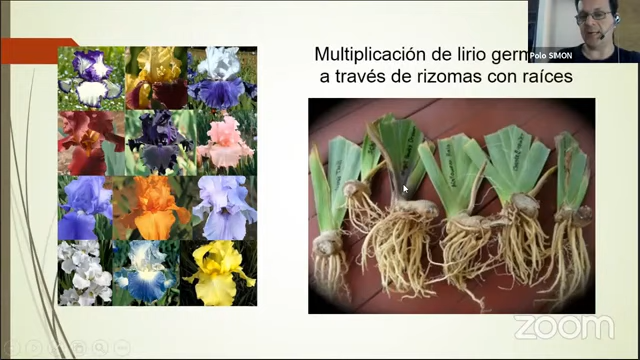 Multiplicación de lirio germ
a través de rizomas con raíces
Polo SIMON
zoom